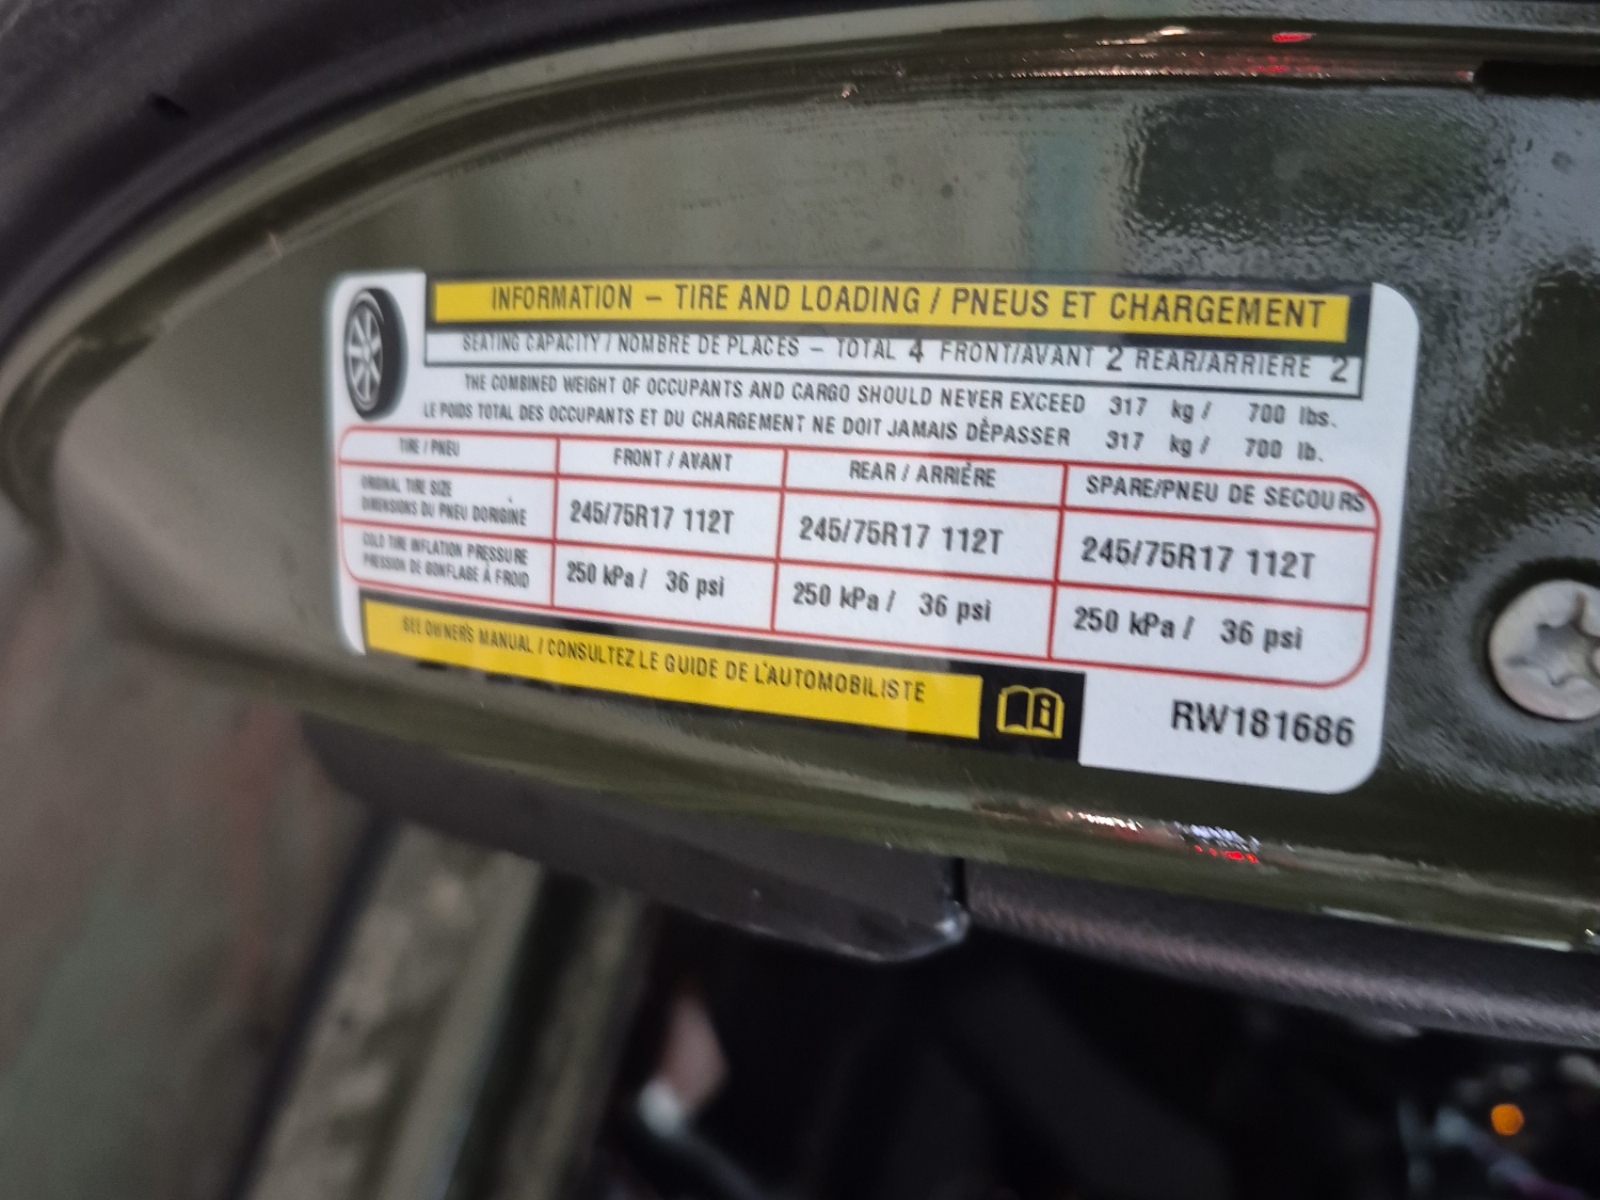 INFORMATION – TIRE AND LOADING / PNEUS ET CHARGEMENT
SEATING CAPACITY / NOMBRE DE PLACES – TOTAL 4 FRONT/AVANT 2 REAR/ARRIERE 2
THE COMBINED WEIGHT OF OCCUPANTS AND CARGO SHOULD NEVER EXCEED 317 kg / 700 lbs.
LE POIDS TOTAL DES OCCUPANTS ET DU CHARGEMENT NE DOIT JAMAIS DÈPASSER 317 kg / 700 lb.
TIRE / PNEU FRONT / AVANT REAR / ARRIÈRE SPARE/PNEU DE SECOURS
ORIGINAL TIRE SIZE
DIMENSIONS DU PNEU DORIGINE 245/75R17 112T 245/75R17 112T 245/75R17 112T
COLD TIRE INFLATION PRESSURE
PRESSION DE GONFLAGE À FROID 250 kPa / 36 psi 250 kPa / 36 psi 250 kPa / 36 psi
SEE OWNER'S MANUAL / CONSULTEZ LE GUIDE DE L'AUTOMOBILISTE
RW181686